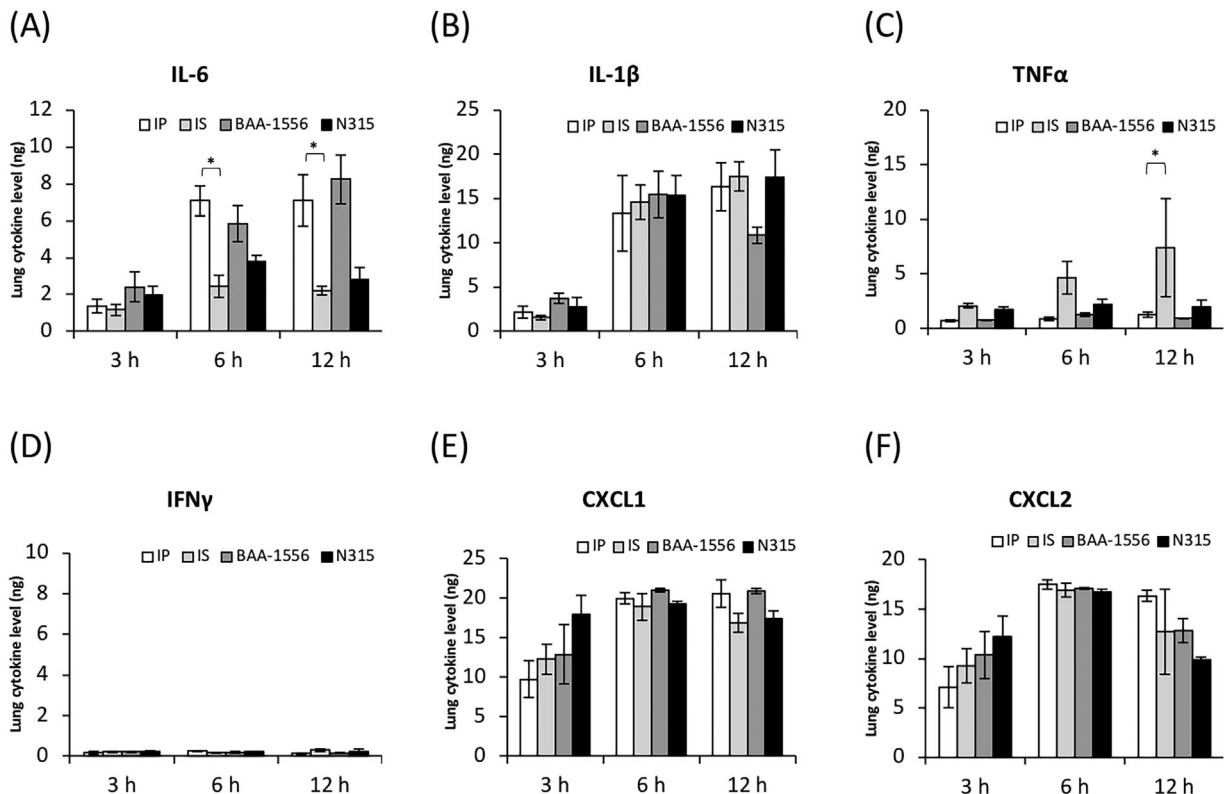 (A)
IL-6
Lung cytokine level (ng)
12
10
8
6
4
2
0
IP IS BAA-1556 N315
*
*
3 h 6 h 12 h
(B)
IL-1β
Lung cytokine level (ng)
25
20
15
10
5
0
IP IS BAA-1556 N315
3 h 6 h 12 h
(C)
TNFα
Lung cytokine level (ng)
20
15
10
5
0
IP IS BAA-1556 N315
*
3 h 6 h 12 h
(D)
IFNγ
Lung cytokine level (ng)
10
8
6
4
2
0
IP IS BAA-1556 N315
3 h 6 h 12 h
(E)
CXCL1
Lung cytokine level (ng)
25
20
15
10
5
0
IP IS BAA-1556 N315
3 h 6 h 12 h
(F)
CXCL2
Lung cytokine level (ng)
20
15
10
5
0
IP IS BAA-1556 N315
3 h 6 h 12 h